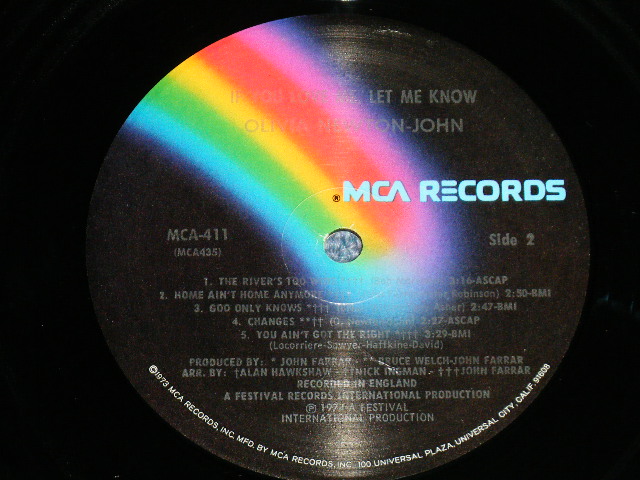 IF YOU LOVE ME, LET ME KNOW
OLIVIA NEWTON-JOHN
® MCA RECORDS
MCA-411
(MCA435)
Side 2
1. THE RIVER'S TOO 3:16-ASCAP
2. HOME AIN'T HOME ANYMORE Robinson) 2:50-BMI
3. GOD ONLY KNOWS *††† 2:47-BMI
4. CHANGES **†† 2:27-ASCAP
5. YOU AIN'T GOT THE RIGHT *††† 3:29-BMI
(Locorriere-Sawyer-Haffkine-David)
PRODUCED BY: * JOHN FARRAR - ** BRUCE WELCH-JOHN FARRAR
ARR. BY: †ALAN HAWKSHAW - ††NICK INGMAN - †††JOHN FARRAR
RECORDED IN ENGLAND
A FESTIVAL RECORDS INTERNATIONAL PRODUCTION
Ⓟ A FESTIVAL
INTERNATIONAL PRODUCTION
©1973 MCA RECORDS, INC. MFD. BY MCA RECORDS, INC., 100 UNIVERSAL PLAZA, UNIVERSAL CITY, CALIF. 91608